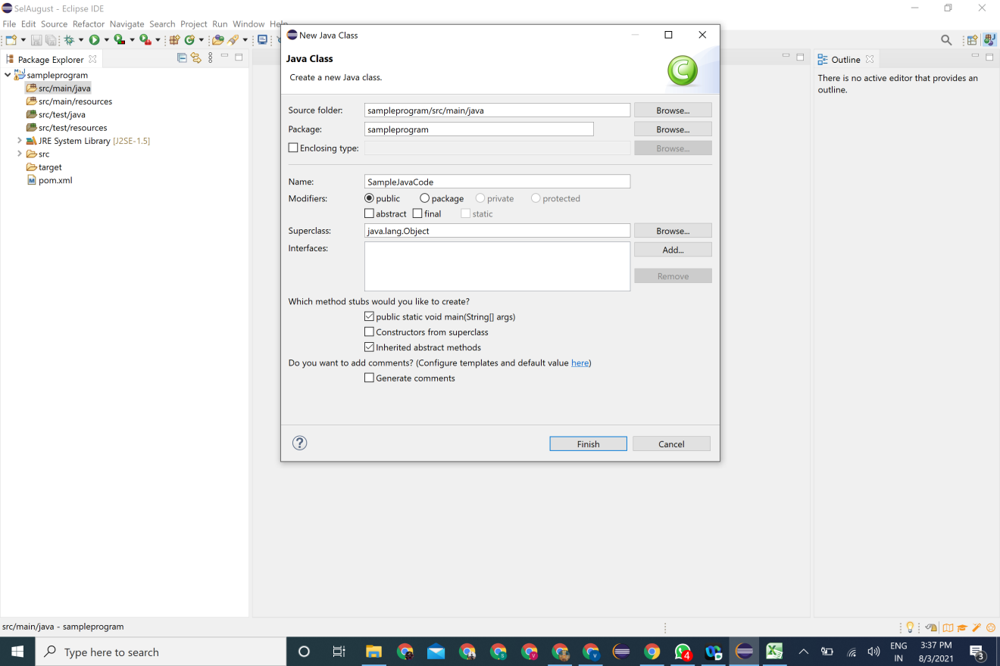 SelAugust - Eclipse IDE
File Edit Source Refactor Navigate Search Project Run Window Help
New Java Class
Package Explorer
Java Class
Create a new Java class.
Outline
There is no active editor that provides an
outline.
sampleprogram
src/main/java
src/main/resources
src/test/java
src/test/resources
JRE System Library [J2SE-1.5]
src
target
pom.xml
Source folder: sampleprogram/src/main/java Browse...
Package: sampleprogram Browse...
Enclosing type: Browse...
Name: SampleJavaCode
Modifiers: public package private protected
abstract final static
Superclass: java.lang.Object Browse...
Interfaces: Add...
Remove
Which method stubs would you like to create?
public static void main(String[] args)
Constructors from superclass
Inherited abstract methods
Do you want to add comments? (Configure templates and default value here)
Generate comments
Finish Cancel
src/main/java - sampleprogram
Type here to search
4
ENG
IN
3:37 PM
8/3/2021
3